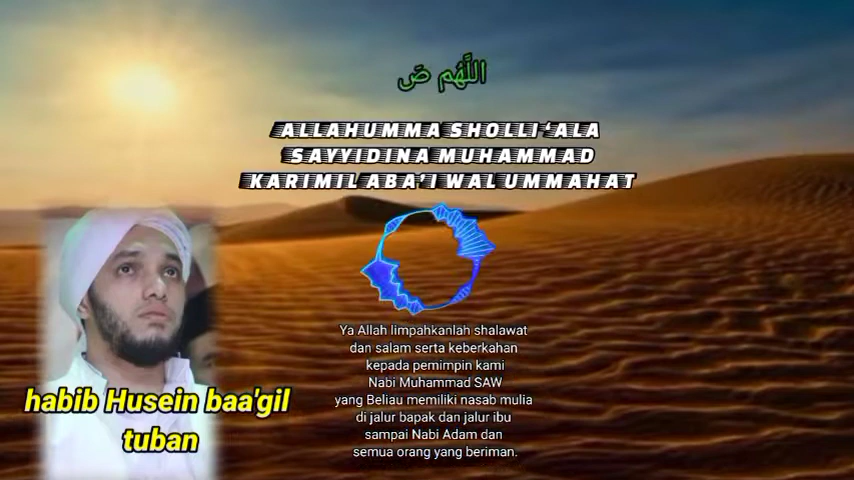 اللَّهُم صَ
ALLAHUMMA SHOLLI ‘ALA
SAYYIDINA MUHAMMAD
KARIMIL ABA’I WAL UMMAHAT
Ya Allah limpahkanlah shalawat
dan salam serta keberkahan
kepada pemimpin kami
Nabi Muhammad SAW
yang Beliau memiliki nasab mulia
di jalur bapak dan jalur ibu
sampai Nabi Adam dan
semua orang yang beriman.
habib Husein baa'gil
tuban